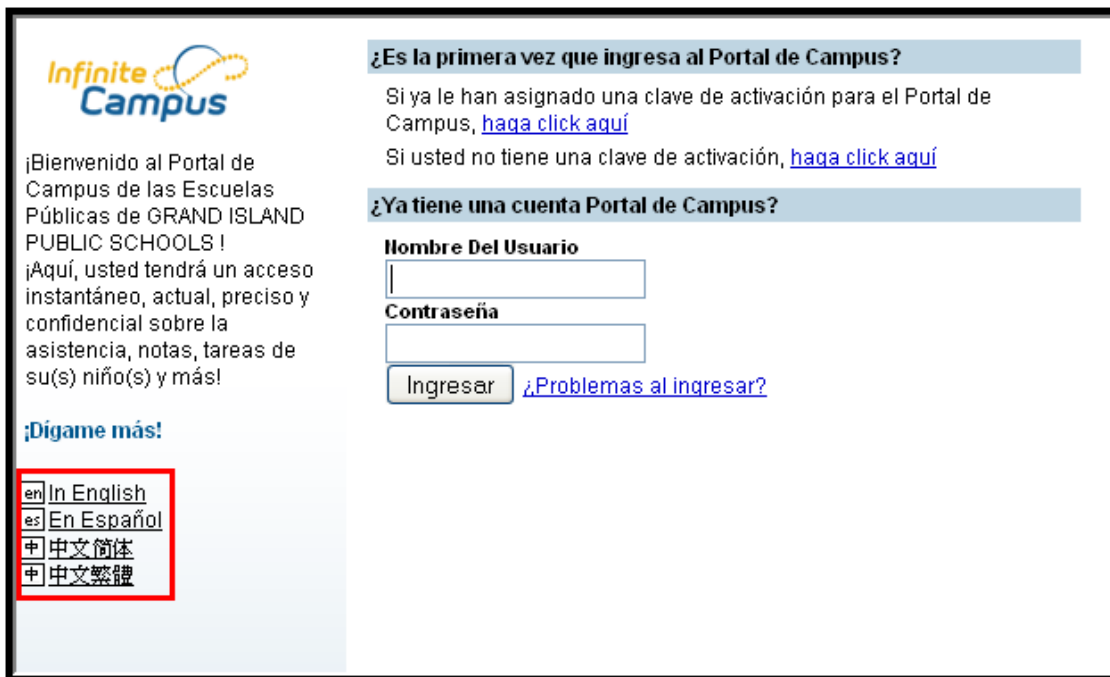 Infinite
Campus
¡Bienvenido al Portal de
Campus de las Escuelas
Públicas de GRAND ISLAND
PUBLIC SCHOOLS !
¡Aquí, usted tendrá un acceso
instantáneo, actual, preciso y
confidencial sobre la
asistencia, notas, tareas de
su(s) niño(s) y más!
¡Dígame más!
en In English
es En Español
中 中文简体
中 中文繁體
¿Es la primera vez que ingresa al Portal de Campus?
Si ya le han asignado una clave de activación para el Portal de
Campus, haga click aquí
Si usted no tiene una clave de activación, haga click aquí
¿Ya tiene una cuenta Portal de Campus?
Nombre Del Usuario
Contraseña
Ingresar ¿Problemas al ingresar?